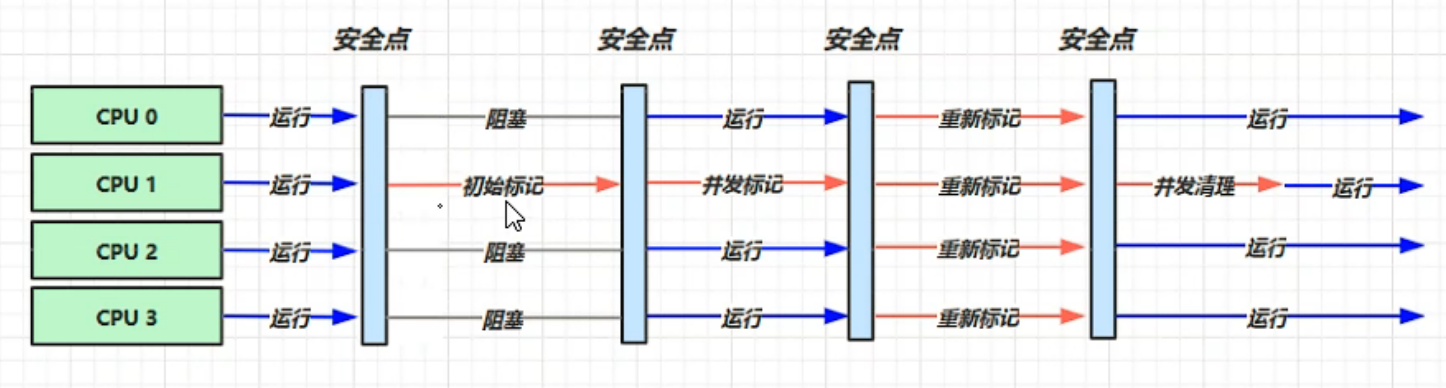 安全点 安全点 安全点 安全点
CPU 0 运行 阻塞 运行 重新标记 运行
CPU 1 运行 初始标记 并发标记 重新标记 并发清理 运行
CPU 2 运行 阻塞 运行 重新标记 运行
CPU 3 运行 阻塞 运行 重新标记 运行